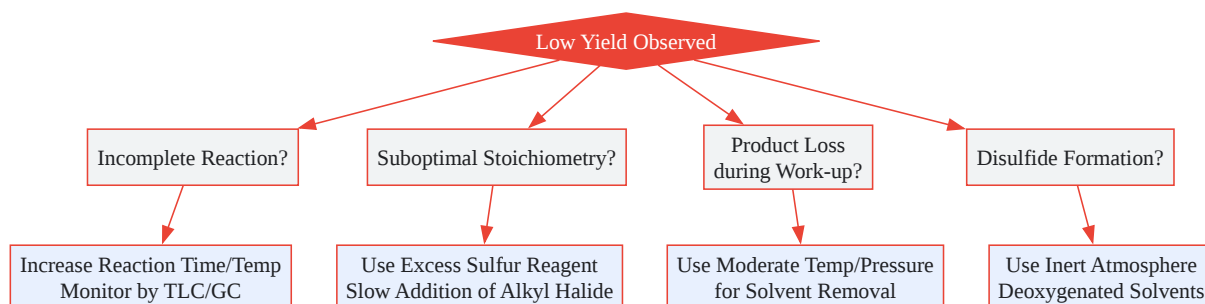 Low Yield Observed
Incomplete Reaction?
Suboptimal Stoichiometry?
Product Loss
during Work-up?
Disulfide Formation?
Increase Reaction Time/Temp
Monitor by TLC/GC
Use Excess Sulfur Reagent
Slow Addition of Alkyl Halide
Use Moderate Temp/Pressure
for Solvent Removal
Use Inert Atmosphere
Deoxygenated Solvents